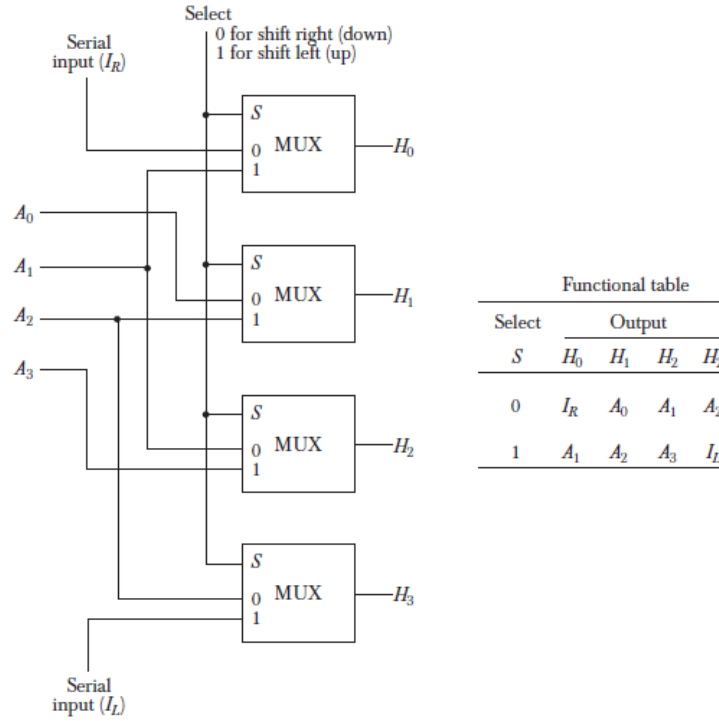 Select
0 for shift right (down)
1 for shift left (up)
Serial
input (I_R)
S
MUX
0
1
H_0
A_0
A_1
A_2
A_3
S
MUX
0
1
H_1
S
MUX
0
1
H_2
S
MUX
0
1
H_3
Serial
input (I_L)
Functional table
Select Output
S H_0 H_1 H_2 H_3
0 I_R A_0 A_1 A_2
1 A_1 A_2 A_3 I_L